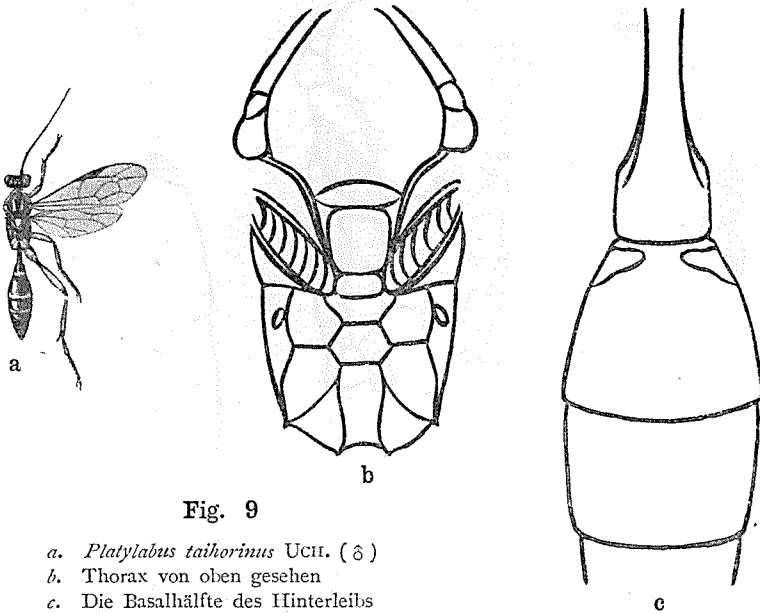 a
b
c
Fig. 9
a. Platylabus taihorinus UCH. (♂)
b. Thorax von oben gesehen
c. Die Basalhälfte des Hinterleibs